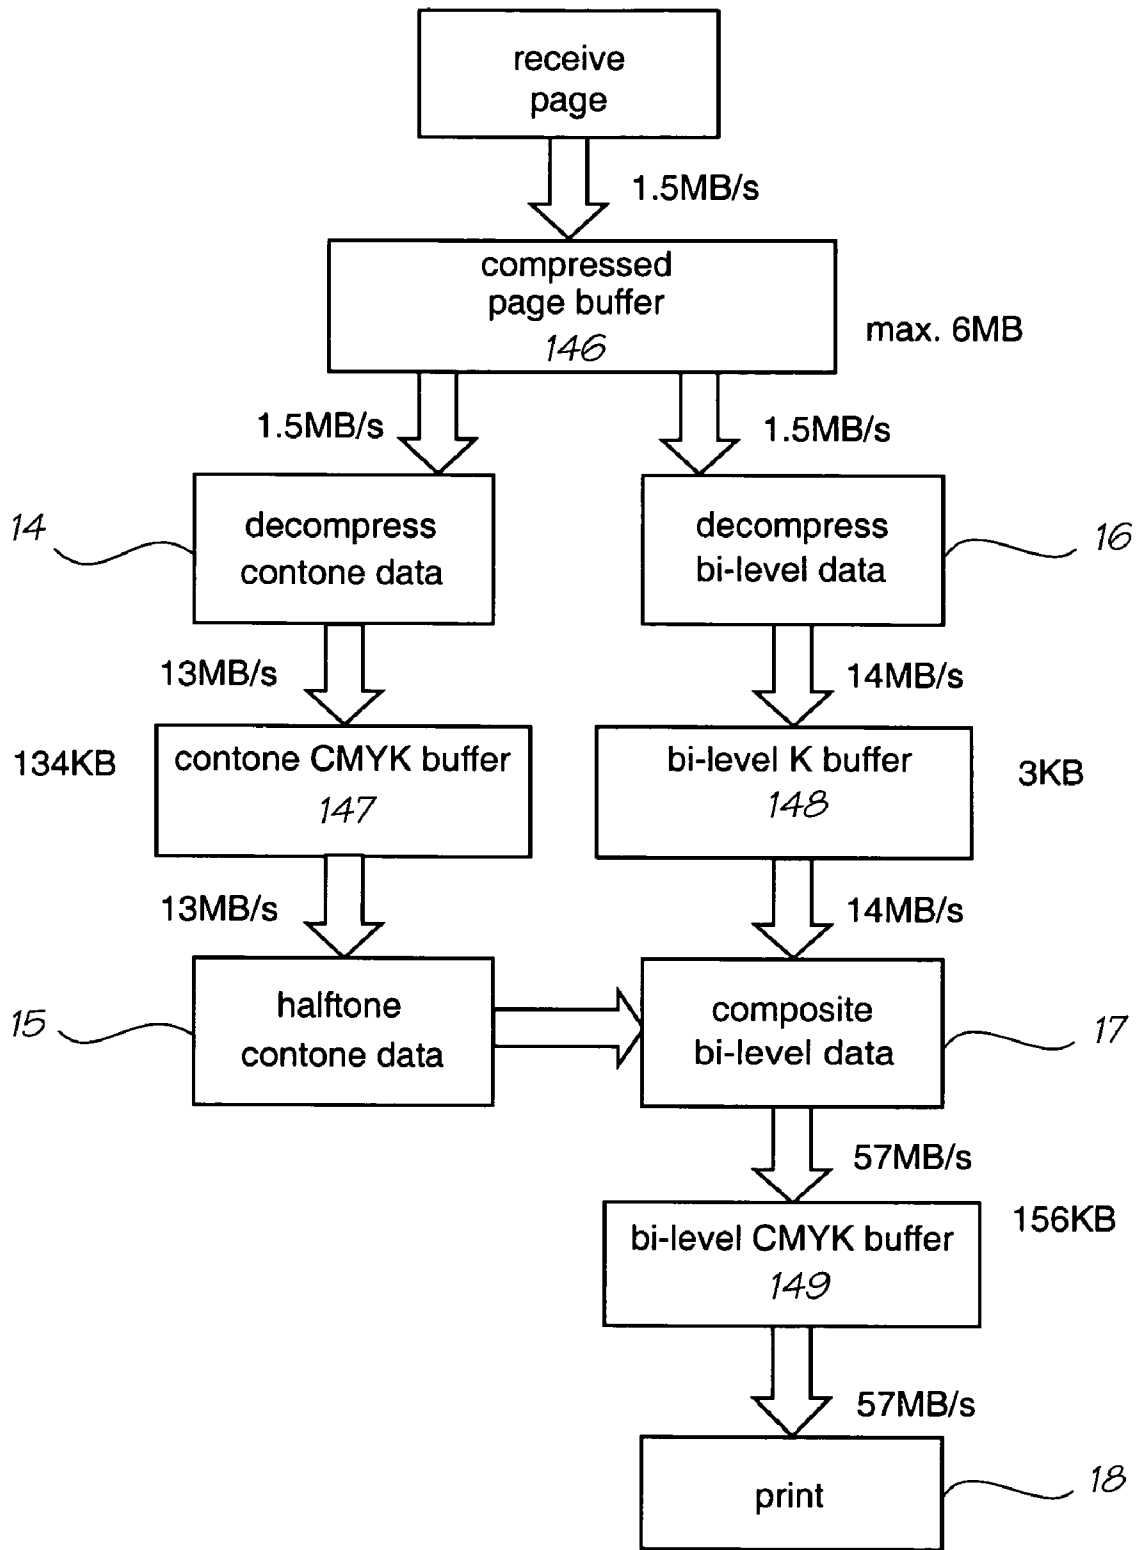 receive
page
1.5MB/s
compressed
page buffer
146
max. 6MB
1.5MB/s
1.5MB/s
14
decompress
contone data
decompress
bi-level data
16
13MB/s
14MB/s
134KB
contone CMYK buffer
147
bi-level K buffer
148
3KB
13MB/s
14MB/s
15
halftone
contone data
composite
bi-level data
17
57MB/s
bi-level CMYK buffer
149
156KB
57MB/s
print
18